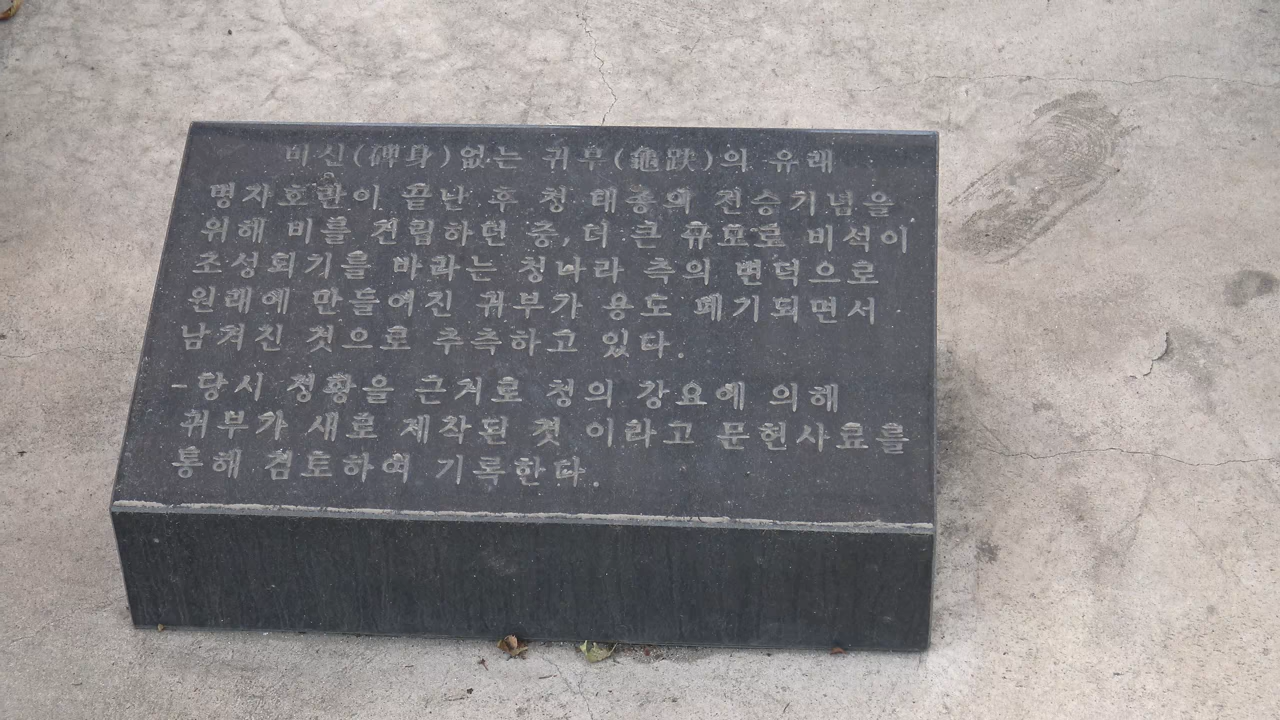 비신(碑身)없는 귀부(龜趺)의 유래
병자호란이 끝난 후 청 태종의 전승기념을
위해 비를 건립하던 중, 더 큰 규모로 비석이
조성되기를 바라는 청나라 측의 변덕으로
원래에 만들어진 귀부가 용도 폐기되면서
남겨진 것으로 추측하고 있다.
-당시 정황을 근거로 청의 강요에 의해
귀부가 새로 제작된 것 이라고 문헌사료를
통해 검토하여 기록한다.